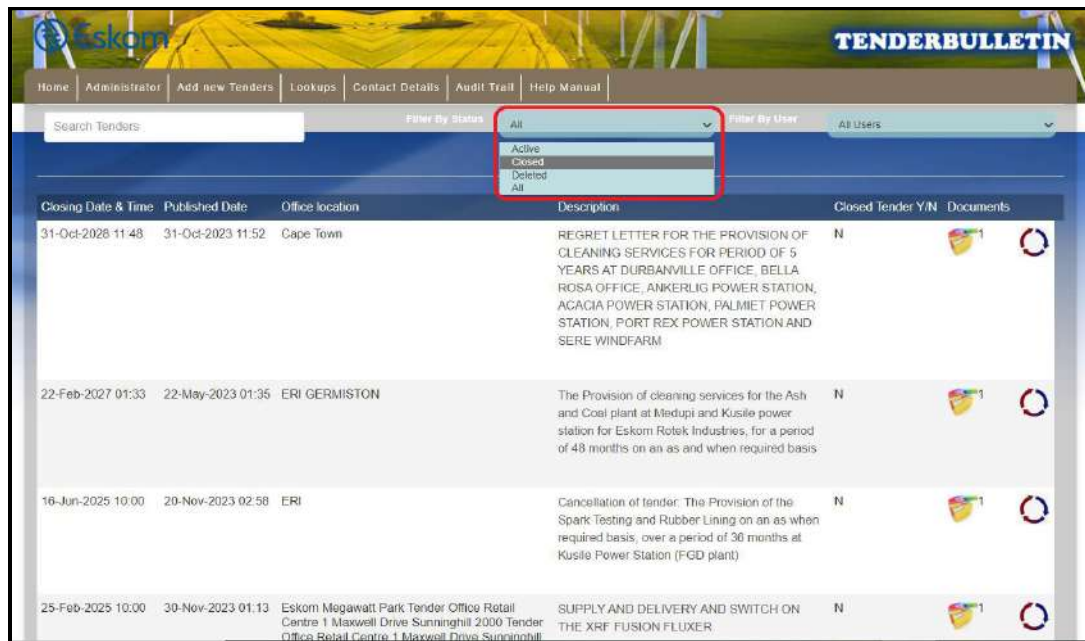 Eskom
TENDERBULLETIN
Home Administrator Add new Tenders Lookups Contact Details Audit Trail Help Manual
Search Tenders Filter By Status All Filter By User All Users
Active
Closed
Deleted
All
Closing Date & Time Published Date Office location Description Closed Tender Y/N Documents
31-Oct-2028 11:48 31-Oct-2023 11:52 Cape Town REGRET LETTER FOR THE PROVISION OF N 1
CLEANING SERVICES FOR PERIOD OF 5
YEARS AT DURBANVILLE OFFICE, BELLA
ROSA OFFICE, ANKERLIG POWER STATION,
ACACIA POWER STATION, PALMIET POWER
STATION, PORT REX POWER STATION AND
SERE WINDFARM
22-Feb-2027 01:33 22-May-2023 01:35 ERI GERMISTON The Provision of cleaning services for the Ash N 1
and Coal plant at Medupi and Kusile power
station for Eskom Rotek Industries, for a period
of 48 months on an as and when required basis
16-Jun-2025 10:00 20-Nov-2023 02:58 ERI Cancellation of tender: The Provision of the N 1
Spark Testing and Rubber Lining on an as when
required basis, over a period of 36 months at
Kusile Power Station (FGD plant)
25-Feb-2025 10:00 30-Nov-2023 01:13 Eskom Megawatt Park Tender Office Retail SUPPLY AND DELIVERY AND SWITCH ON N 1
Centre 1 Maxwell Drive Sunninghill 2000 Tender THE XRF FUSION FLUXER
Office Retail Centre 1 Maxwell Drive Sunninghill